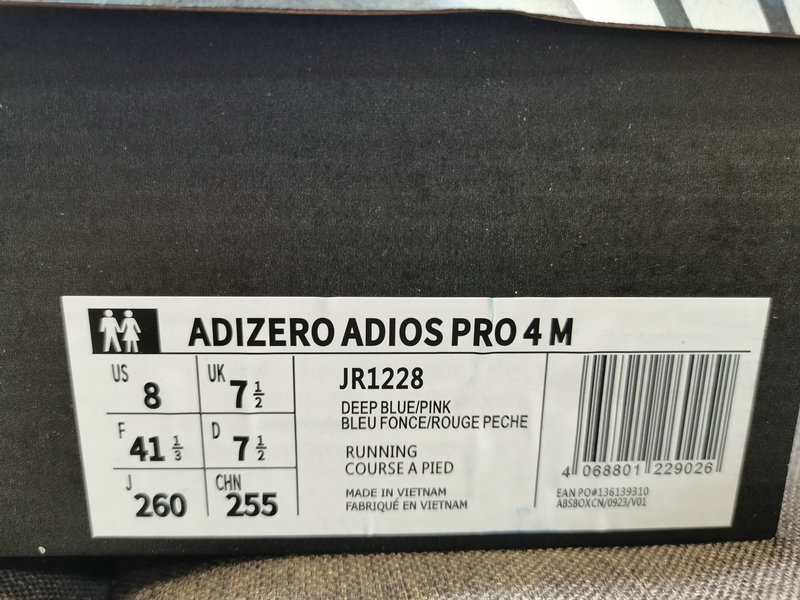 ADIZERO ADIOS PRO 4 M
US 8 UK 7 1/2
F 41 1/3 D 7 1/2
J 260 CHN 255
JR1228
DEEP BLUE/PINK
BLEU FONCE/ROUGE PECHE
RUNNING
COURSE A PIED
MADE IN VIETNAM
FABRIQUÉ EN VIETNAM
4 068801 229026
EAN PO#136139310
ABSBOXCN/0923/V01